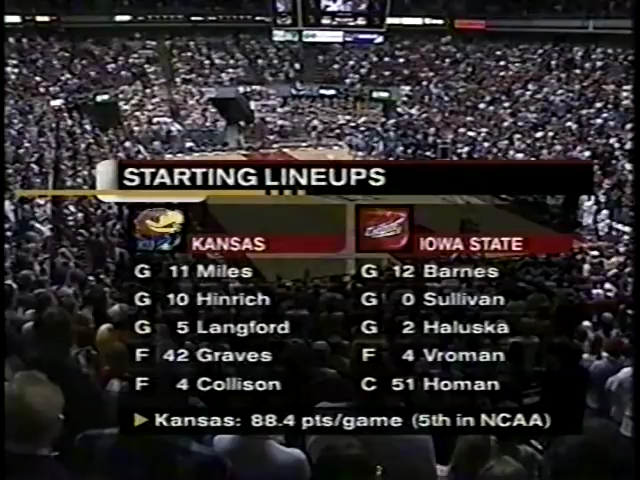 STARTING LINEUPS
KANSAS
G 11 Miles
G 10 Hinrich
G 5 Langford
F 42 Graves
F 4 Collison
IOWA STATE
G 12 Barnes
G 0 Sullivan
G 2 Haluska
F 4 Vroman
C 51 Homan
Kansas: 88.4 pts/game (5th in NCAA)